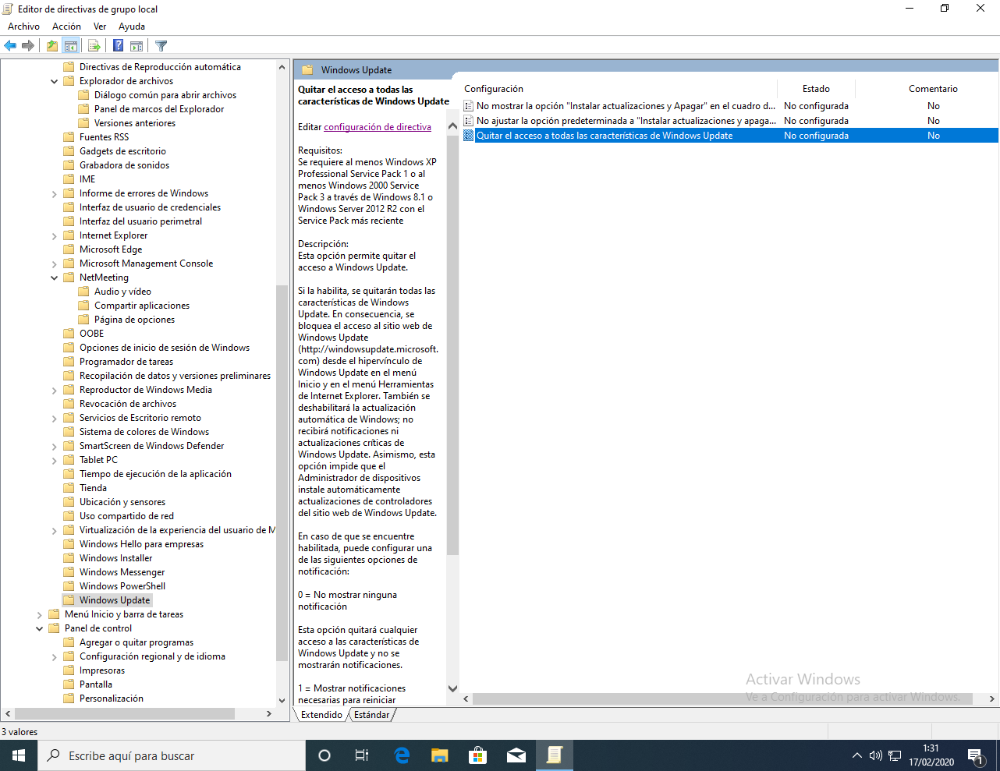 Editor de directivas de grupo local
Archivo Acción Ver Ayuda
Directivas de Reproducción automática
Explorador de archivos
Diálogo común para abrir archivos
Panel de marcos del Explorador
Versiones anteriores
Fuentes RSS
Gadgets de escritorio
Grabadora de sonidos
IME
Informe de errores de Windows
Interfaz de usuario de credenciales
Interfaz del usuario perimetral
Internet Explorer
Microsoft Edge
Microsoft Management Console
NetMeeting
Audio y vídeo
Compartir aplicaciones
Página de opciones
OOBE
Opciones de inicio de sesión de Windows
Programador de tareas
Recopilación de datos y versiones preliminares
Reproductor de Windows Media
Revocación de archivos
Servicios de Escritorio remoto
Sistema de colores de Windows
SmartScreen de Windows Defender
Tablet PC
Tiempo de ejecución de la aplicación
Tienda
Ubicación y sensores
Uso compartido de red
Virtualización de la experiencia del usuario de M
Windows Hello para empresas
Windows Installer
Windows Messenger
Windows PowerShell
Windows Update
Menú Inicio y barra de tareas
Panel de control
Agregar o quitar programas
Configuración regional y de idioma
Impresoras
Pantalla
Personalización
Windows Update
Quitar el acceso a todas las
características de Windows Update
Editar configuración de directiva
Requisitos:
Se requiere al menos Windows XP
Professional Service Pack 1 o al
menos Windows 2000 Service
Pack 3 a través de Windows 8.1 o
Windows Server 2012 R2 con el
Service Pack más reciente
Descripción:
Esta opción permite quitar el
acceso a Windows Update.
Si la habilita, se quitarán todas las
características de Windows
Update. En consecuencia, se
bloquea el acceso al sitio web de
Windows Update
(http://windowsupdate.microsoft.
com) desde el hipervínculo de
Windows Update en el menú
Inicio y en el menú Herramientas
de Internet Explorer. También se
deshabilitará la actualización
automática de Windows; no
recibirá notificaciones ni
actualizaciones críticas de
Windows Update. Asimismo, esta
opción impide que el
Administrador de dispositivos
instale automáticamente
actualizaciones de controladores
del sitio web de Windows Update.
En caso de que se encuentre
habilitada, puede configurar una
de las siguientes opciones de
notificación:
0 = No mostrar ninguna
notificación
Esta opción quitará cualquier
acceso a las características de
Windows Update y no se
mostrarán notificaciones.
1 = Mostrar notificaciones
necesarias para reiniciar
Configuración Estado Comentario
No mostrar la opción "Instalar actualizaciones y Apagar" en el cuadro d... No configurada No
No ajustar la opción predeterminada a "Instalar actualizaciones y apaga... No configurada No
Quitar el acceso a todas las características de Windows Update No configurada No
Activar Windows
Ve a Configuración para activar Windows.
Extendido Estándar
3 valores
Escribe aquí para buscar
1:31
17/02/2020
1